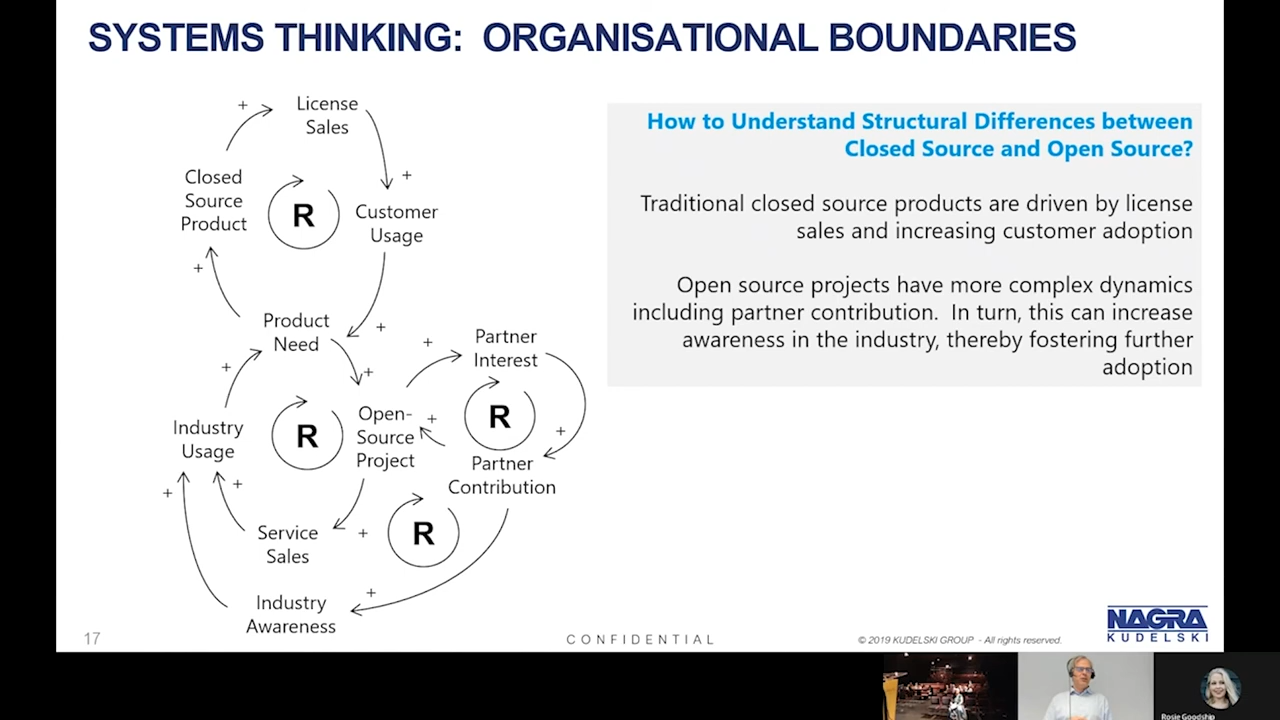 SYSTEMS THINKING: ORGANISATIONAL BOUNDARIES
+
License
Sales
+
Closed
Source
Product
R
Customer
Usage
+
Product
Need
+
+
+
+
Partner
Interest
Industry
Usage
R
Open-
Source
Project
+
R
+
Partner
Contribution
+
+
Service
Sales
+
R
+
Industry
Awareness
How to Understand Structural Differences between
Closed Source and Open Source?
Traditional closed source products are driven by license
sales and increasing customer adoption
Open source projects have more complex dynamics
including partner contribution. In turn, this can increase
awareness in the industry, thereby fostering further
adoption
17
CONFIDENTIAL
© 2019 KUDELSKI GROUP - All rights reserved.
NAGRA
KUDELSKI
Rosie Goodship